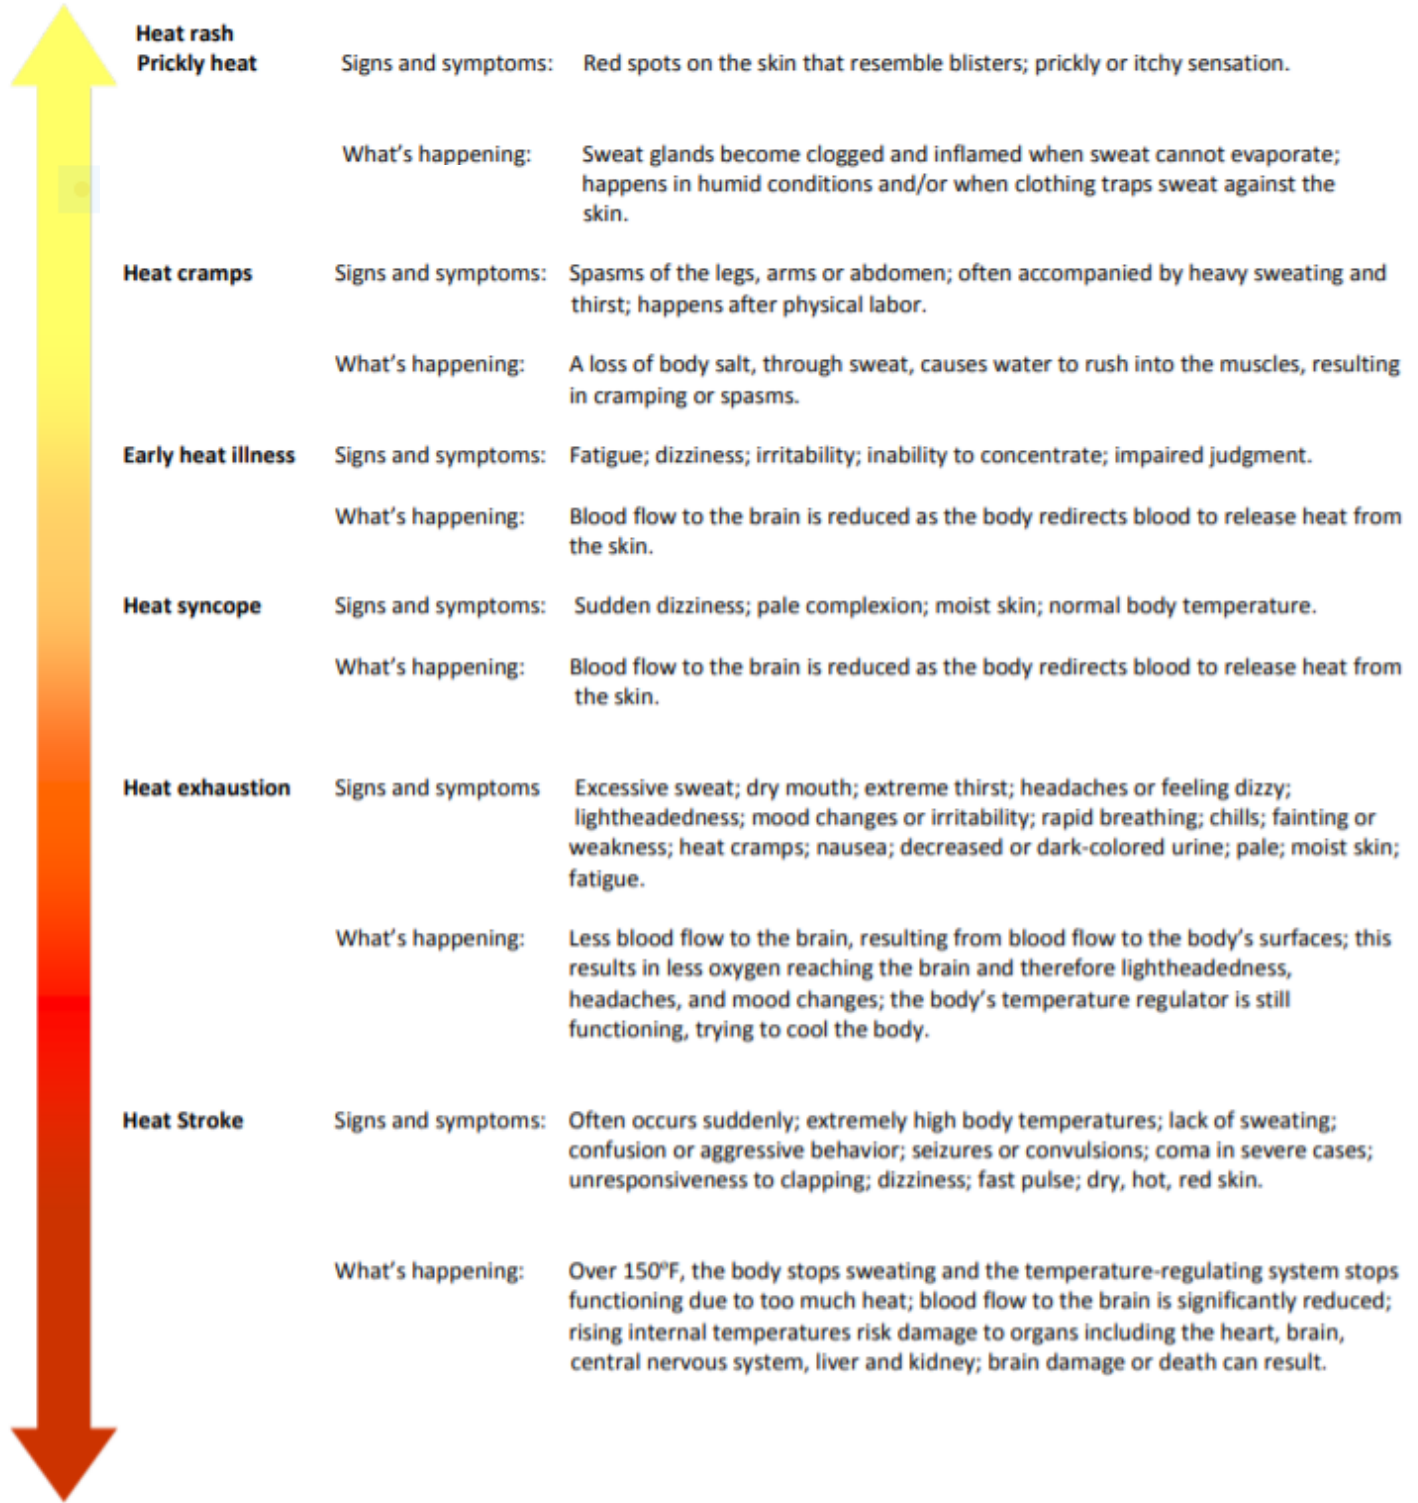 Heat rash
Prickly heat Signs and symptoms: Red spots on the skin that resemble blisters; prickly or itchy sensation.
What's happening: Sweat glands become clogged and inflamed when sweat cannot evaporate;
happens in humid conditions and/or when clothing traps sweat against the
skin.
Heat cramps Signs and symptoms: Spasms of the legs, arms or abdomen; often accompanied by heavy sweating and
thirst; happens after physical labor.
What's happening: A loss of body salt, through sweat, causes water to rush into the muscles, resulting
in cramping or spasms.
Early heat illness Signs and symptoms: Fatigue; dizziness; irritability; inability to concentrate; impaired judgment.
What's happening: Blood flow to the brain is reduced as the body redirects blood to release heat from
the skin.
Heat syncope Signs and symptoms: Sudden dizziness; pale complexion; moist skin; normal body temperature.
What's happening: Blood flow to the brain is reduced as the body redirects blood to release heat from
the skin.
Heat exhaustion Signs and symptoms Excessive sweat; dry mouth; extreme thirst; headaches or feeling dizzy;
lightheadedness; mood changes or irritability; rapid breathing; chills; fainting or
weakness; heat cramps; nausea; decreased or dark-colored urine; pale; moist skin;
fatigue.
What's happening: Less blood flow to the brain, resulting from blood flow to the body's surfaces; this
results in less oxygen reaching the brain and therefore lightheadedness,
headaches, and mood changes; the body's temperature regulator is still
functioning, trying to cool the body.
Heat Stroke Signs and symptoms: Often occurs suddenly; extremely high body temperatures; lack of sweating;
confusion or aggressive behavior; seizures or convulsions; coma in severe cases;
unresponsiveness to clapping; dizziness; fast pulse; dry, hot, red skin.
What's happening: Over 150°F, the body stops sweating and the temperature-regulating system stops
functioning due to too much heat; blood flow to the brain is significantly reduced;
rising internal temperatures risk damage to organs including the heart, brain,
central nervous system, liver and kidney; brain damage or death can result.